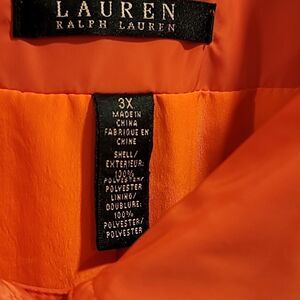 LAUREN
RALPH LAUREN
3X
MADE IN
CHINA
FABRIQUE EN
CHINE
SHELL/
EXTERIEUR:
100%
POLYESTER/
POLYESTER
LINING/
DOUBLURE:
100%
POLYESTER/
POLYESTER